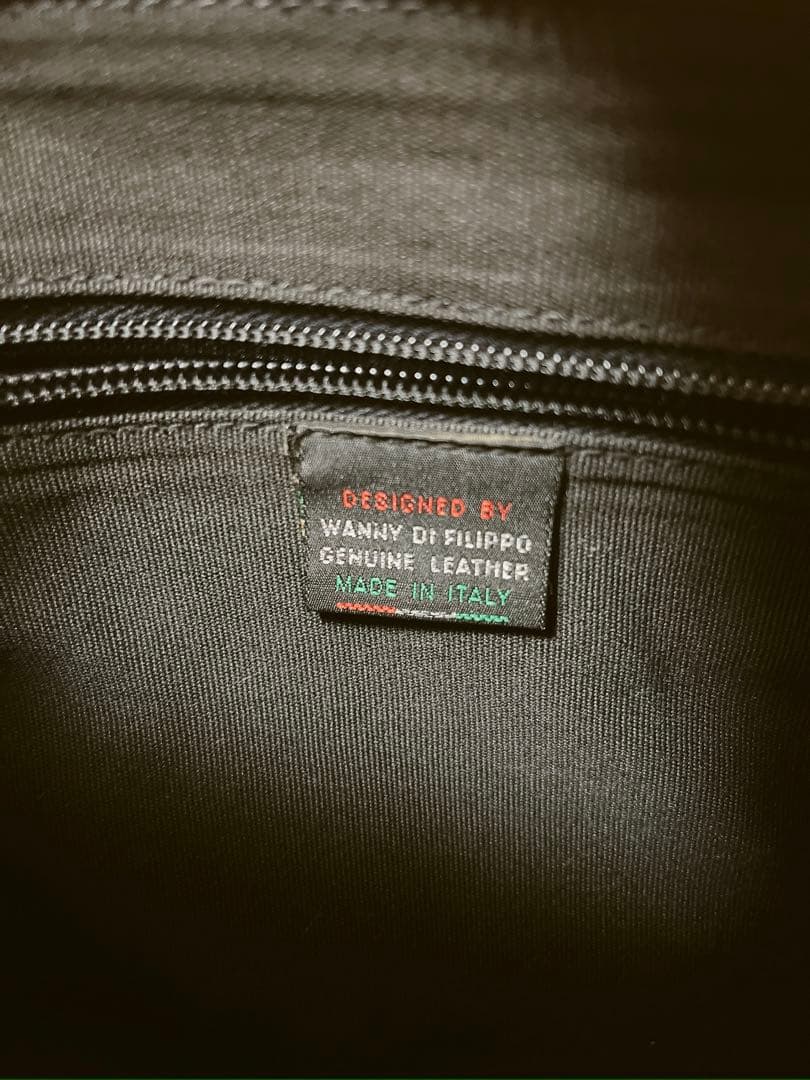 DESIGNED BY
WANNY DI FILIPPO
GENUINE LEATHER
MADE IN ITALY